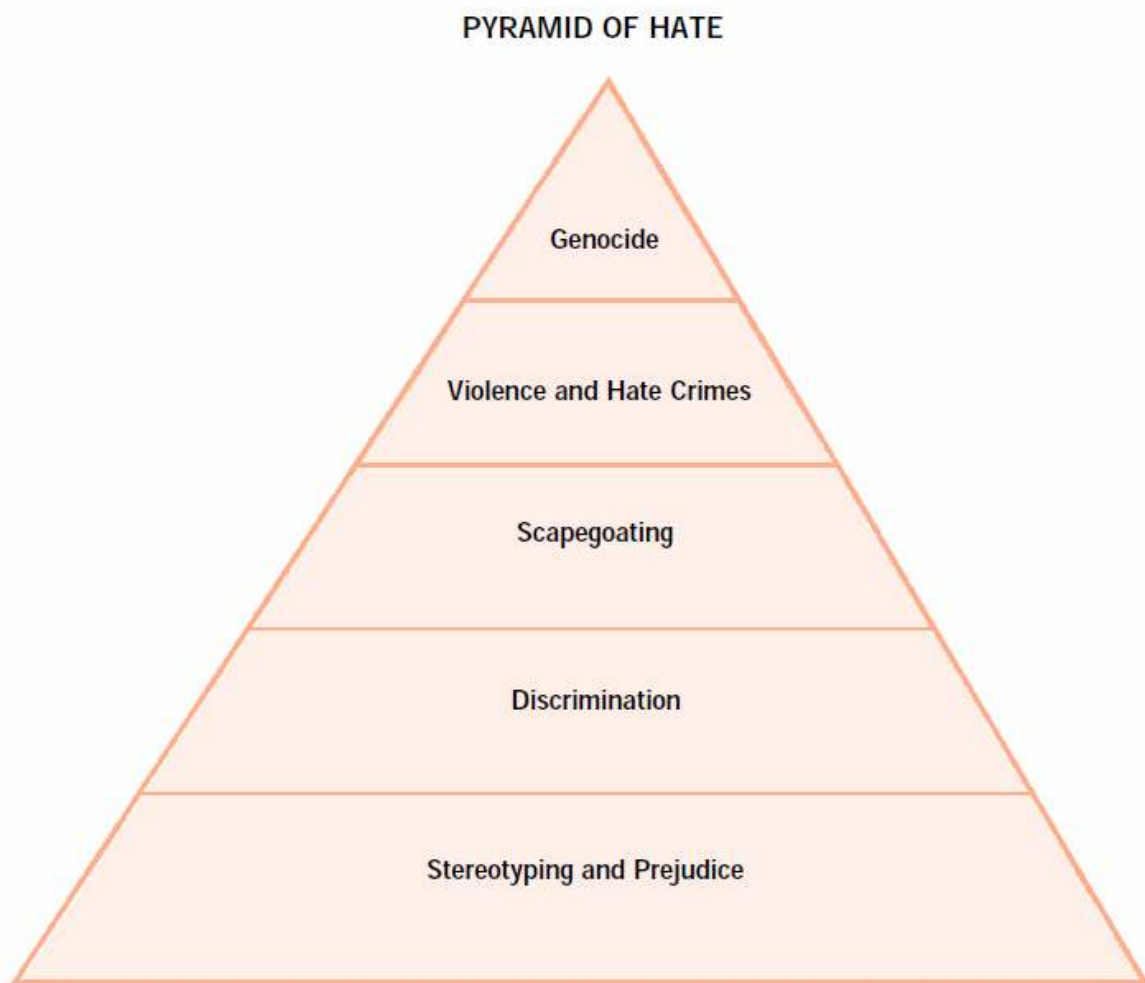 PYRAMID OF HATE
Genocide
Violence and Hate Crimes
Scapegoating
Discrimination
Stereotyping and Prejudice